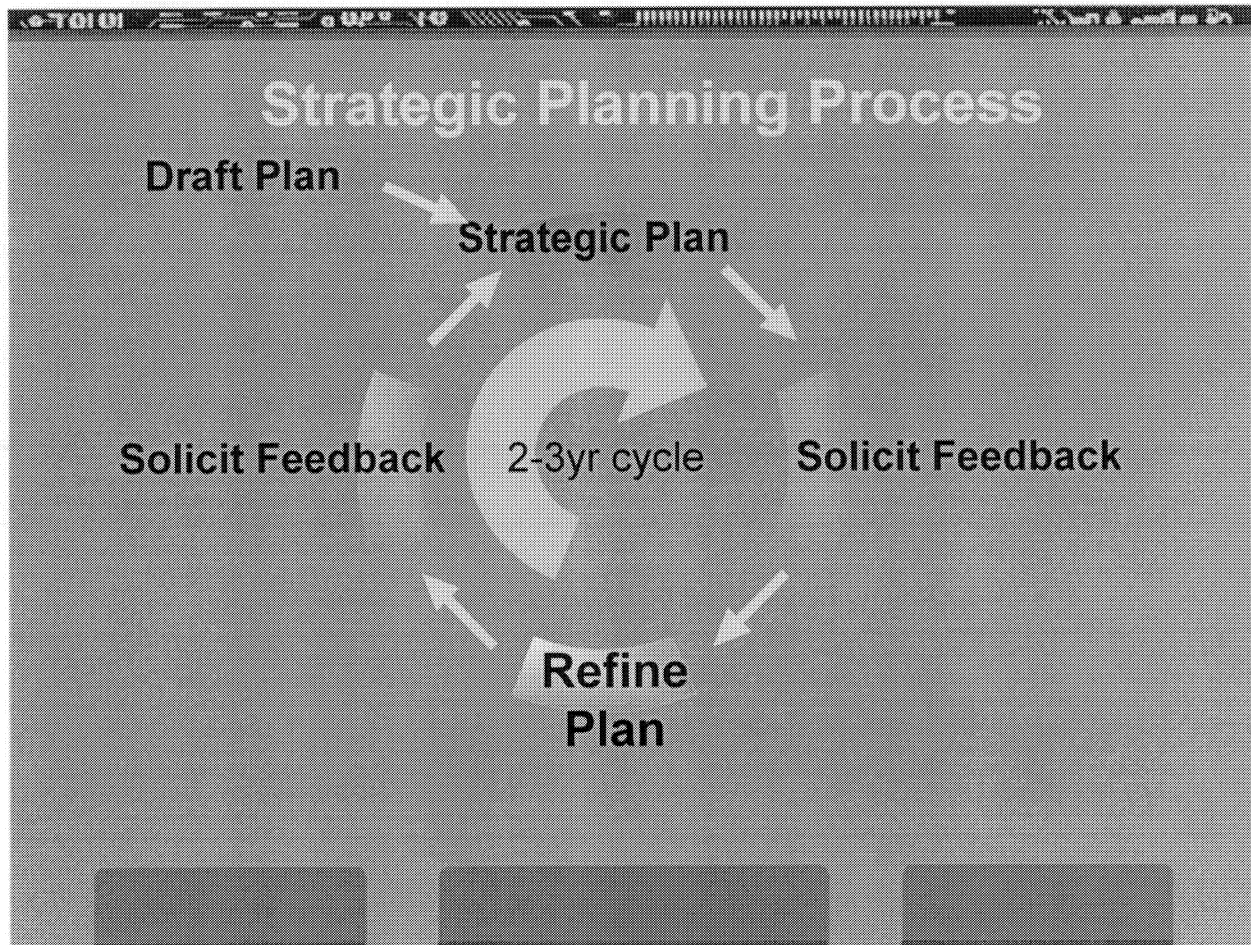 Strategic Planning Process
Draft Plan
Strategic Plan
Solicit Feedback
2-3yr cycle
Solicit Feedback
Refine
Plan